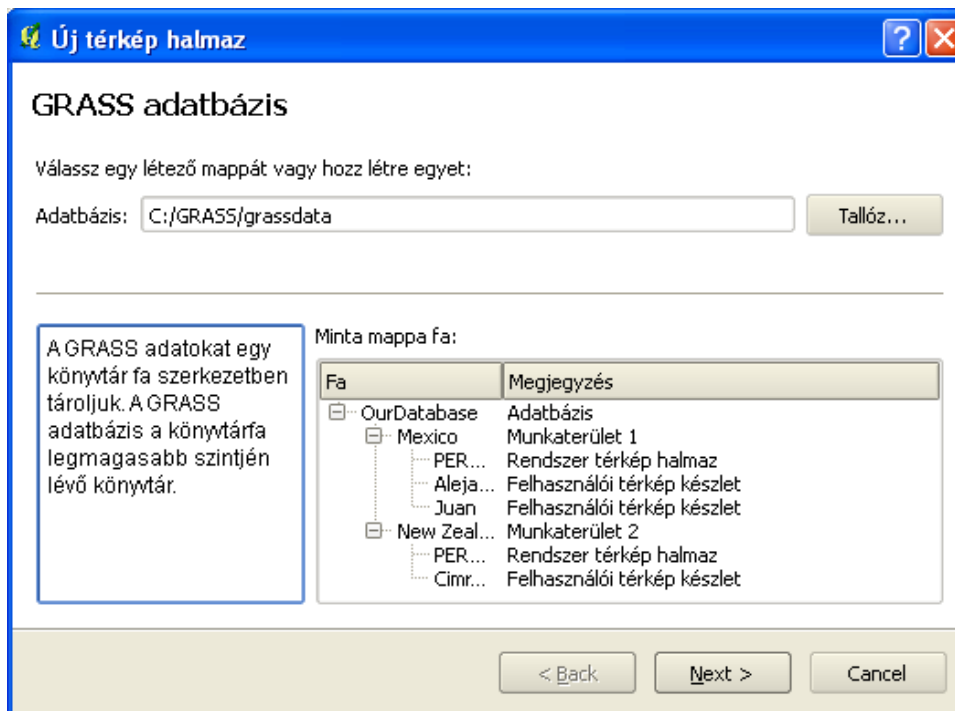 Új térkép halmaz
GRASS adatbázis
Válassz egy létező mappát vagy hozz létre egyet:
Adatbázis: C:/GRASS/grassdata Tallóz...
A GRASS adatokat egy
könyvtár fa szerkezetben
tároljuk. A GRASS
adatbázis a könyvtárfa
legmagasabb szintjén
lévő könyvtár.
Minta mappa fa:
Fa Megjegyzés
OurDatabase Adatbázis
Mexico Munkaterület 1
PER... Rendszer térkép halmaz
Aleja... Felhasználói térkép készlet
Juan Felhasználói térkép készlet
New Zeal... Munkaterület 2
PER... Rendszer térkép halmaz
Cimr... Felhasználói térkép készlet
< Back Next > Cancel